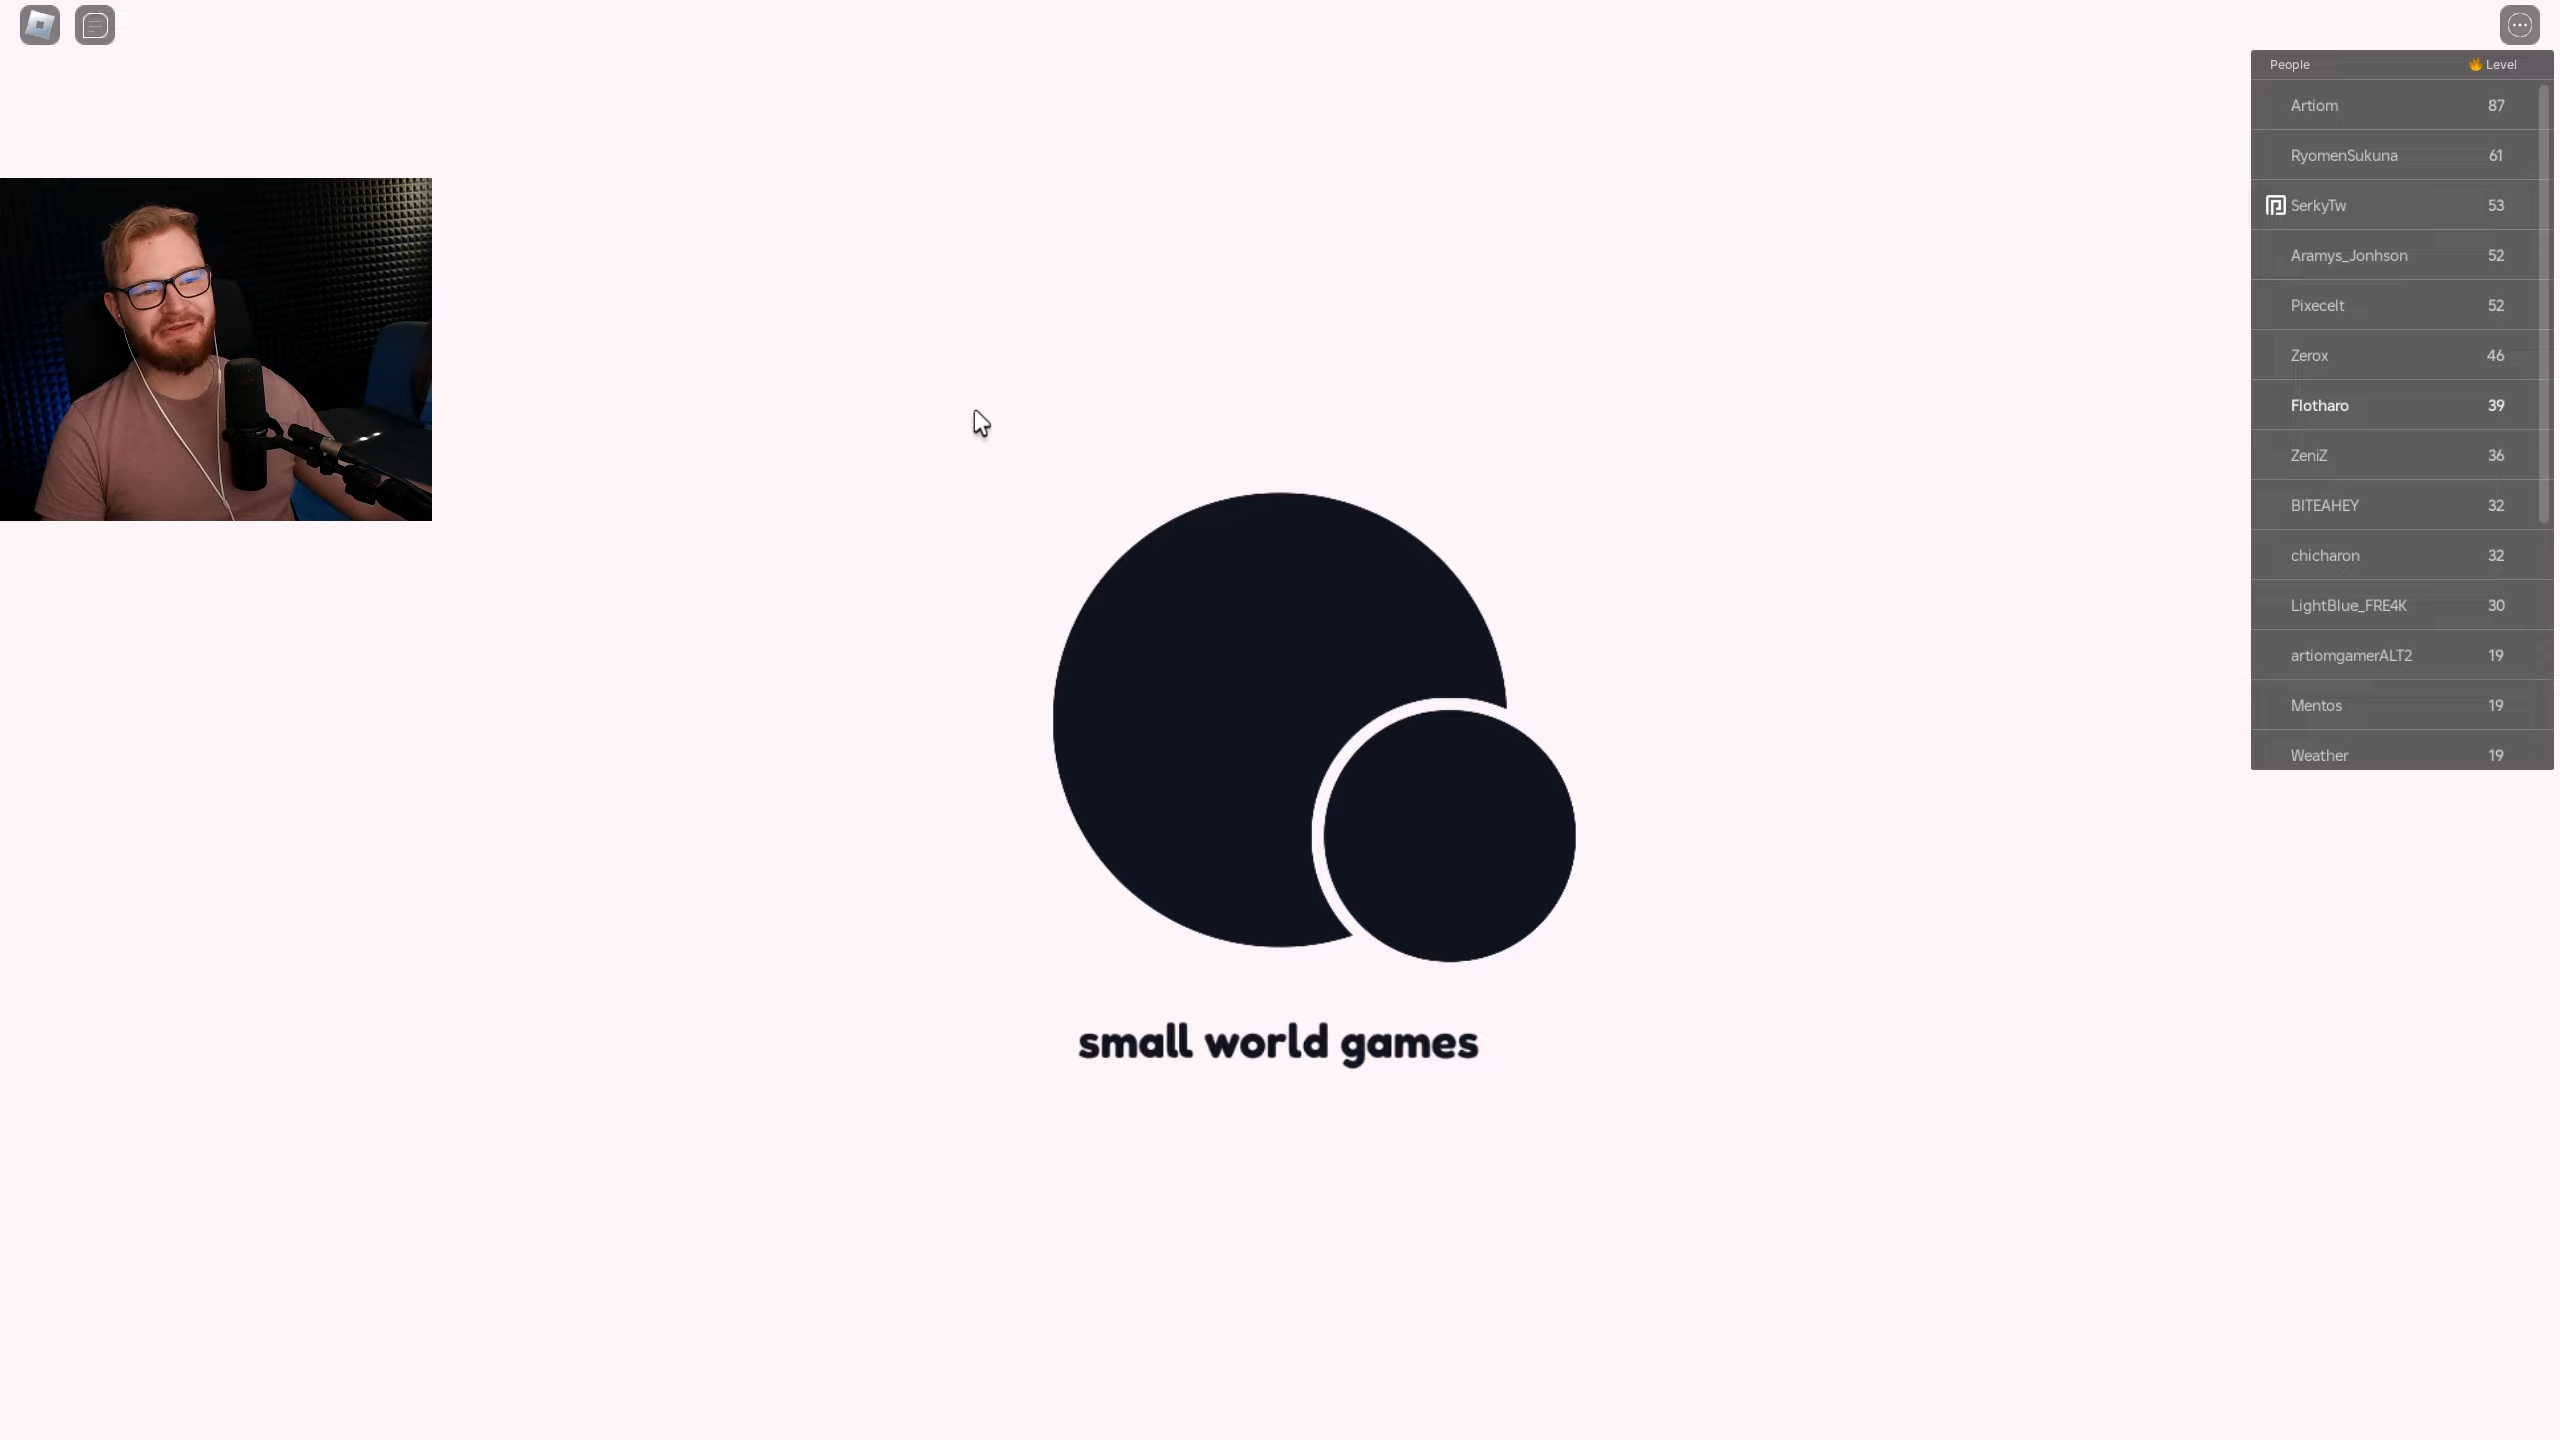 People Level
Artiom 87
RyomenSukuna 61
SerkyTw 53
Aramys_Jonhson 52
Pixecelt 52
Zerox 46
Flotharo 39
ZeniZ 36
BITEAHEY 32
chicharon 32
LightBlue_FRE4K 30
artiomgamerALT2 19
Mentos 19
Weather 19
small world games